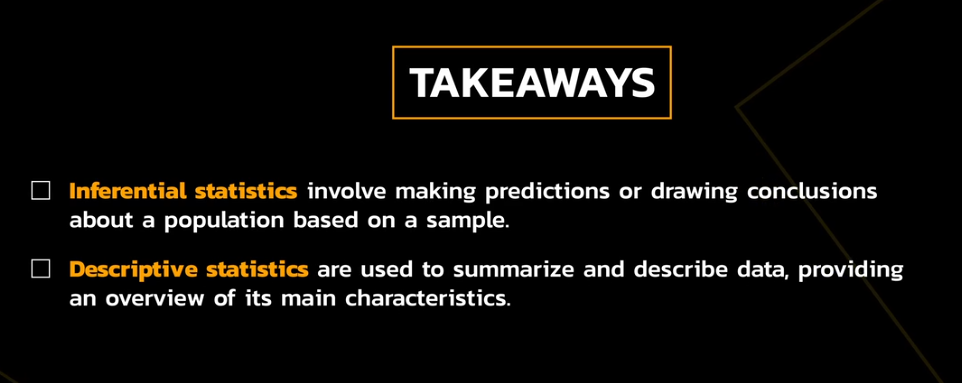 TAKEAWAYS
☐ Inferential statistics involve making predictions or drawing conclusions
about a population based on a sample.
☐ Descriptive statistics are used to summarize and describe data, providing
an overview of its main characteristics.